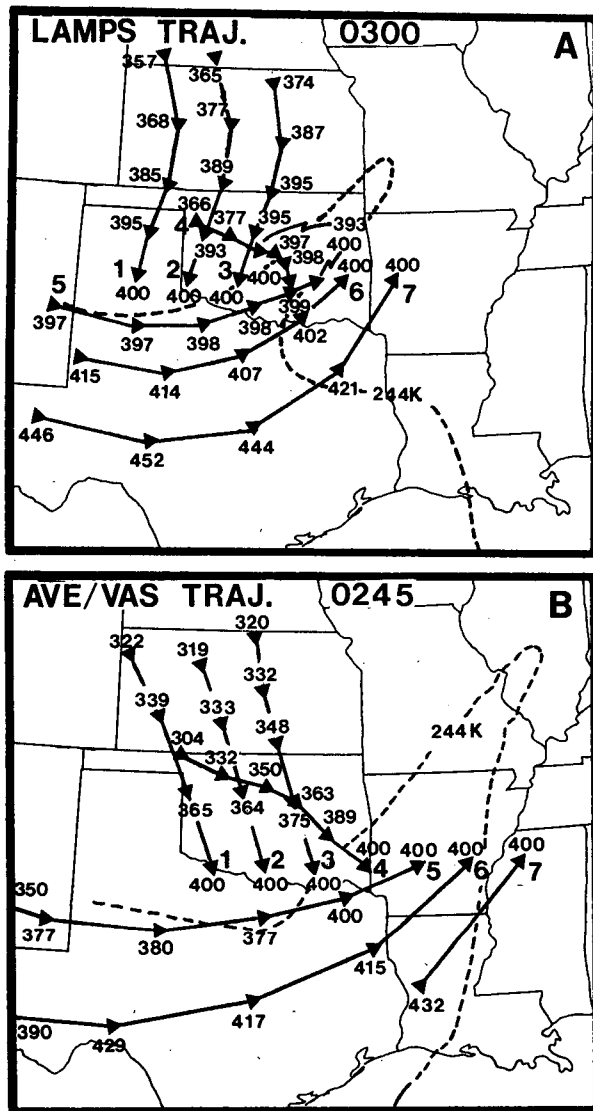 LAMPS TRAJ. 0300 A
357 365 374
368 377 387
385 389 395
366
395 4 377 395 393
393 397 400
398
1 2 3 400 400
400 400 400 399 6 400 7
5
397 397 398 398 402
415 414 407
421 244K
446 452 444
AVE/VAS TRAJ. 0245 B
320
322 319 332
339 333 348
304 244K
332 350 363
365 364 375 389
400 400 400 400
1 2 3 4 5 6 7
400 400 400
350 400
377 380 377
415
432
417
390 429